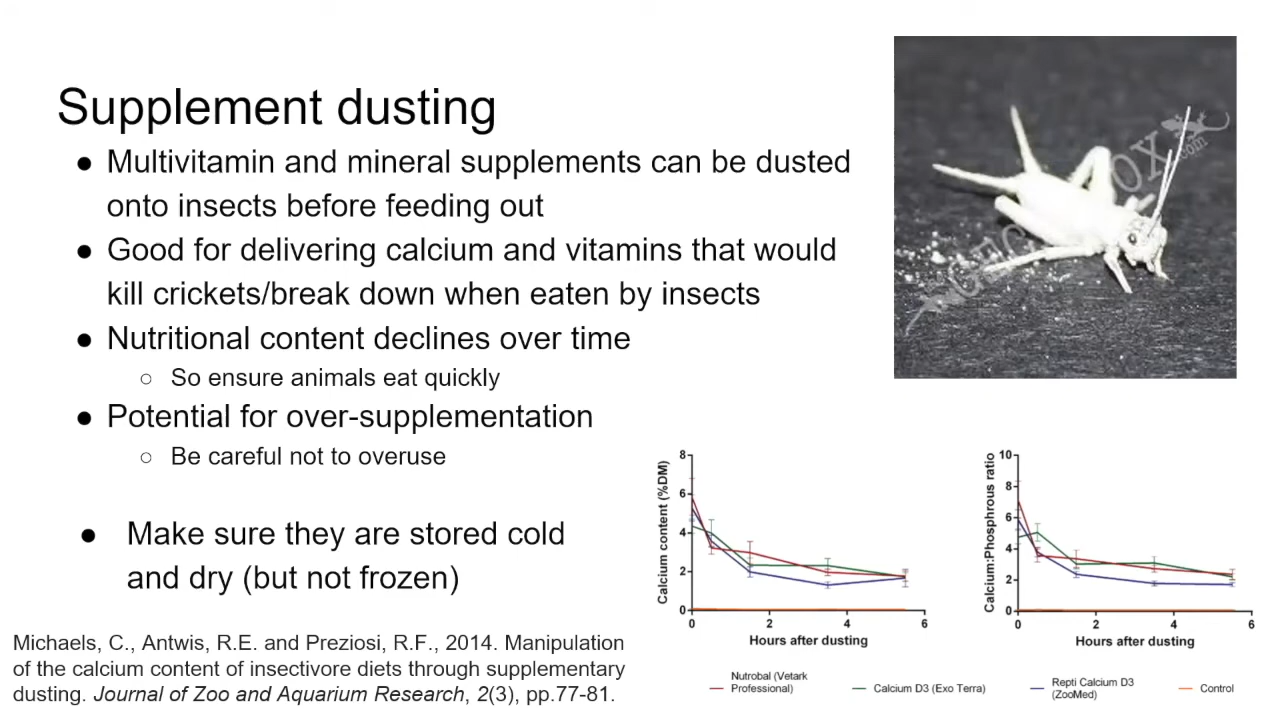 Supplement dusting
● Multivitamin and mineral supplements can be dusted
onto insects before feeding out
● Good for delivering calcium and vitamins that would
kill crickets/break down when eaten by insects
● Nutritional content declines over time
○ So ensure animals eat quickly
● Potential for over-supplementation
○ Be careful not to overuse
● Make sure they are stored cold
and dry (but not frozen)
Michaels, C., Antwis, R.E. and Preziosi, R.F., 2014. Manipulation
of the calcium content of insectivore diets through supplementary
dusting. Journal of Zoo and Aquarium Research, 2(3), pp.77-81.
Calcium content (%DM)
8
6
4
2
0
0 2 4 6
Hours after dusting
Calcium:Phosphrous ratio
10
8
6
4
2
0
0 2 4 6
Hours after dusting
Nutrobal (Vetark
Professional)
Calcium D3 (Exo Terra)
Repti Calcium D3
(ZooMed)
Control